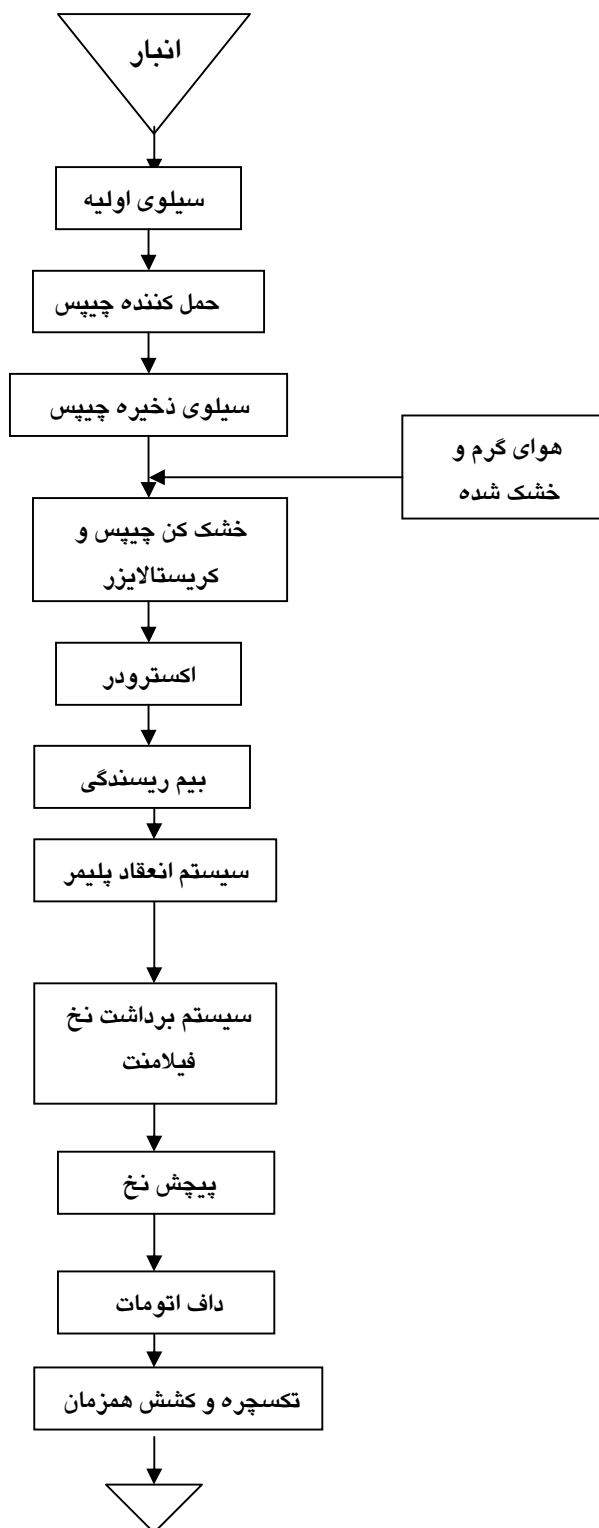 انبار
سیلوی اولیه
حمل کننده چیپس
سیلوی ذخیره چیپس
هوای گرم و
خشک شده
خشک کن چیپس و
کریستالایزر
اکسترودر
بیم ریسندگی
سیستم انعقاد پلیمر
سیستم برداشت نخ
فیلامنت
پیچش نخ
داف اتومات
تکسچره و کشش همزمان